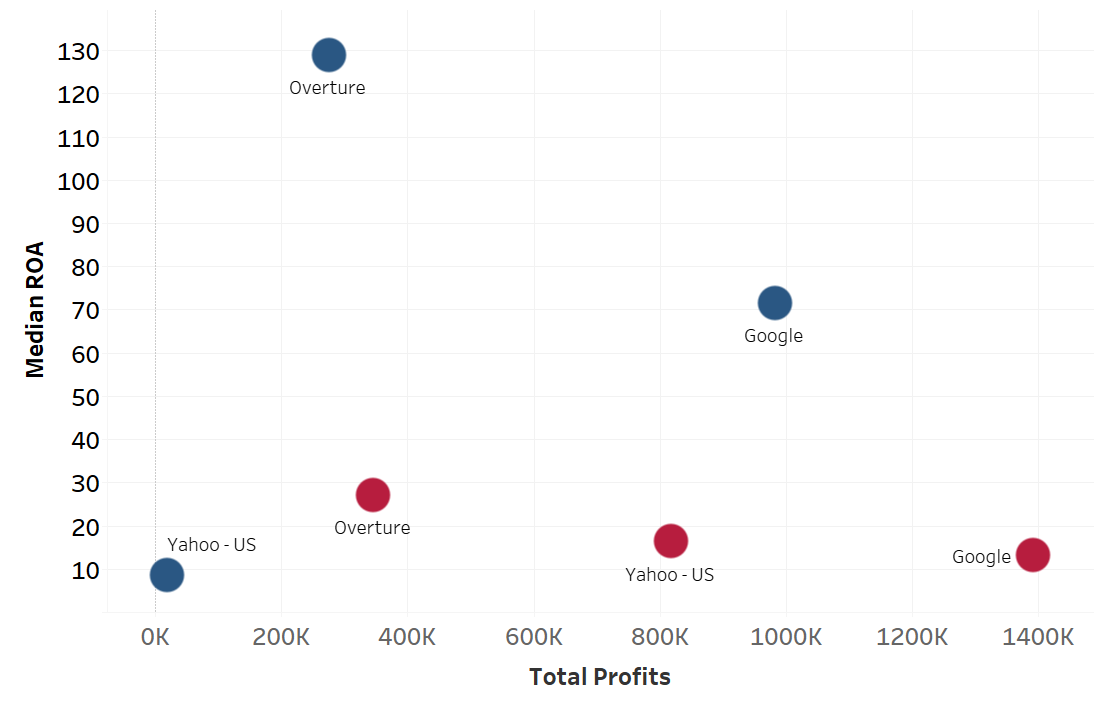 130
Overture
120
110
100
90
80
70
Google
60
50
40
30
Overture
20
Yahoo - US
Google
Yahoo - US
10
0K 200K 400K 600K 800K 1000K 1200K 1400K
Total Profits
Median ROA